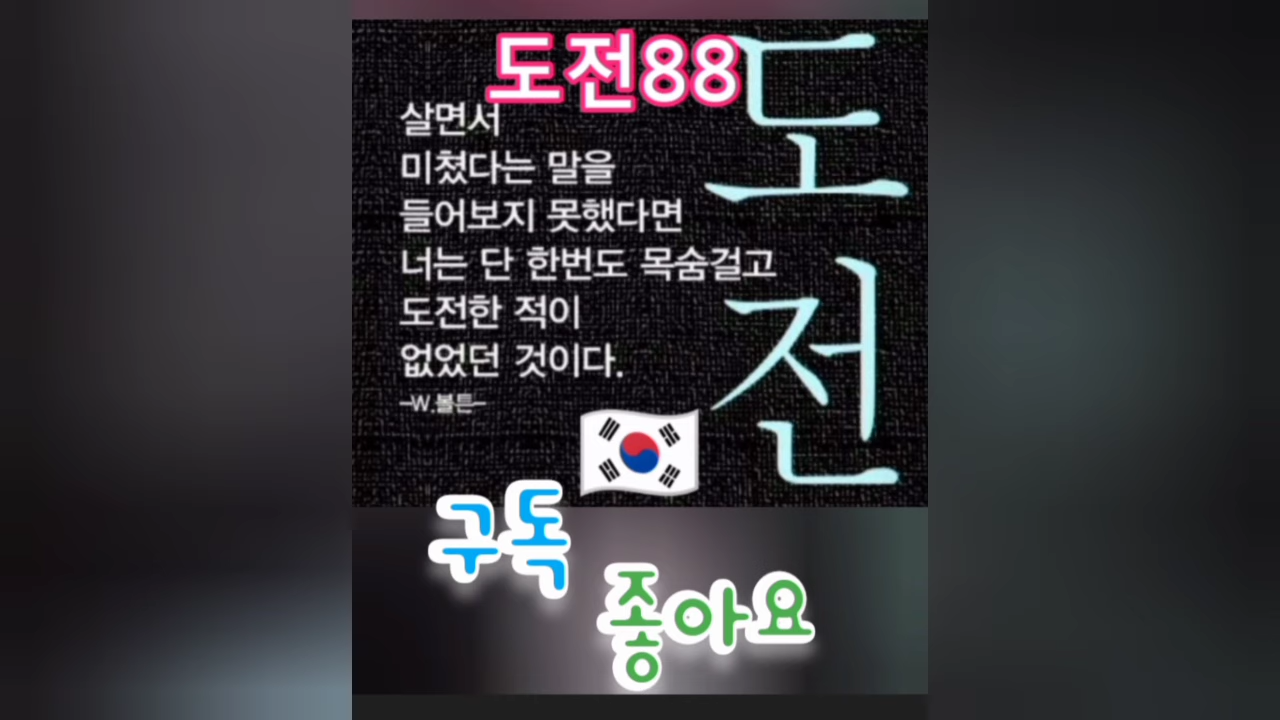 도전88
도전
살면서
미쳤다는 말을
들어보지 못했다면
너는 단 한번도 목숨걸고
도전한 적이
없었던 것이다.
–W.볼튼–
구독
좋아요